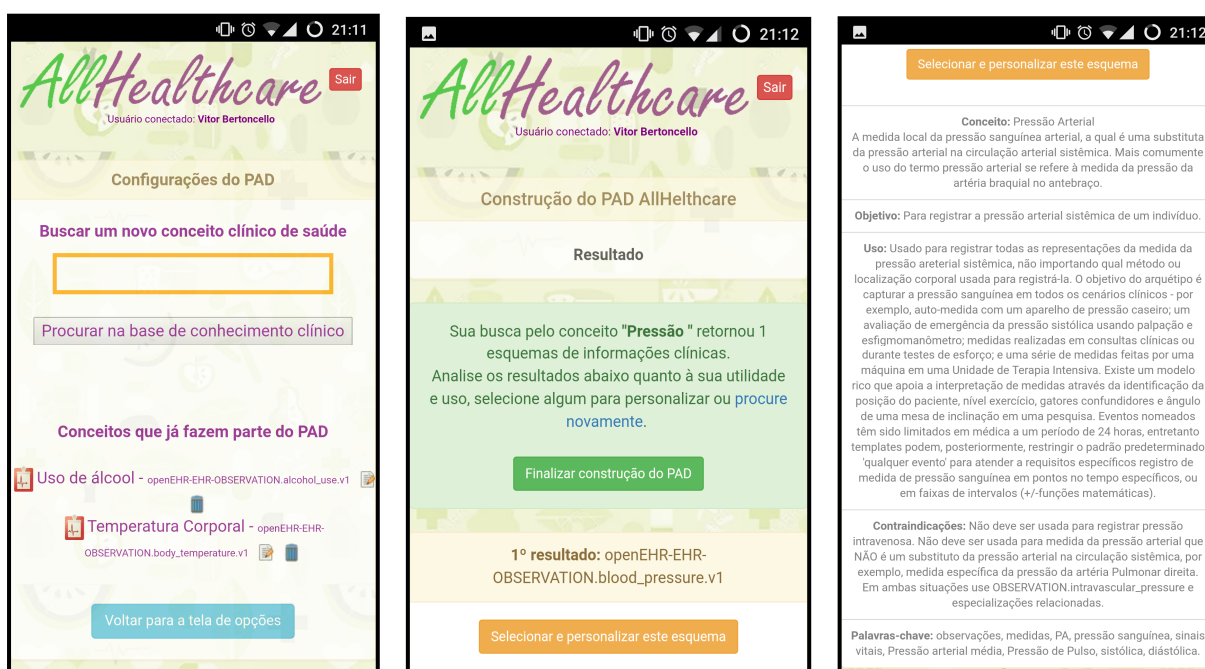 21:11
AllHealthcare
Sair
Usuário conectado: Vitor Bertoncello
Configurações do PAD
Buscar um novo conceito clínico de saúde
Procurar na base de conhecimento clínico
Conceitos que já fazem parte do PAD
Uso de álcool - openEHR-EHR-OBSERVATION.alcohol_use.v1
Temperatura Corporal - openEHR-EHR-
OBSERVATION.body_temperature.v1
Voltar para a tela de opções
21:12
AllHealthcare
Sair
Usuário conectado: Vitor Bertoncello
Construção do PAD AllHelthcare
Resultado
Sua busca pelo conceito "Pressão " retornou 1
esquemas de informações clínicas.
Analise os resultados abaixo quanto à sua utilidade
e uso, selecione algum para personalizar ou procure
novamente.
Finalizar construção do PAD
1º resultado: openEHR-EHR-
OBSERVATION.blood_pressure.v1
Selecionar e personalizar este esquema
21:12
Selecionar e personalizar este esquema
Conceito: Pressão Arterial
A medida local da pressão sanguínea arterial, a qual é uma substituta
da pressão arterial na circulação arterial sistêmica. Mais comumente
o uso do termo pressão arterial se refere à medida da pressão da
artéria braquial no antebraço.
Objetivo: Para registrar a pressão arterial sistêmica de um indivíduo.
Uso: Usado para registrar todas as representações da medida da
pressão areterial sistêmica, não importando qual método ou
localização corporal usada para registrá-la. O objetivo do arquétipo é
capturar a pressão sanguínea em todos os cenários clínicos - por
exemplo, auto-medida com um aparelho de pressão caseiro; um
avaliação de emergência da pressão sistólica usando palpação e
esfigmomanômetro; medidas realizadas em consultas clínicas ou
durante testes de esforço; e uma série de medidas feitas por uma
máquina em uma Unidade de Terapia Intensiva. Existe um modelo
rico que apoia a interpretação de medidas através da identificação da
posição do paciente, nível exercício, gatores confundidores e ângulo
de uma mesa de inclinação em uma pesquisa. Eventos nomeados
têm sido limitados em médica a um período de 24 horas, entretanto
templates podem, posteriormente, restringir o padrão predeterminado
'qualquer evento' para atender a requisitos específicos registro de
medida de pressão sanguínea em pontos no tempo específicos, ou
em faixas de intervalos (+/-funções matemáticas).
Contraindicações: Não deve ser usada para registrar pressão
intravenosa. Não deve ser usada para medida da pressão arterial que
NÃO é um substituto da pressão arterial na circulação sistêmica, por
exemplo, medida específica da pressão da artéria Pulmonar direita.
Em ambas situações use OBSERVATION.intravascular_pressure e
especializações relacionadas.
Palavras-chave: observações, medidas, PA, pressão sanguínea, sinais
vitais, Pressão arterial média, Pressão de Pulso, sistólica, diástólica.